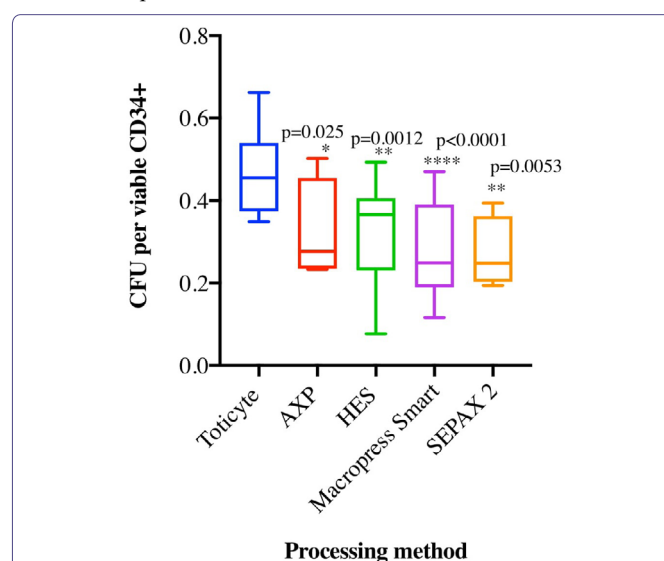 0.8
0.6
0.4
0.2
0.0
CFU per viable CD34+
p=0.025
*
p=0.0012
**
p<0.0001
****
p=0.0053
**
Toticyte
AXP
HES
Macropress Smart
SEPAX 2
Processing method